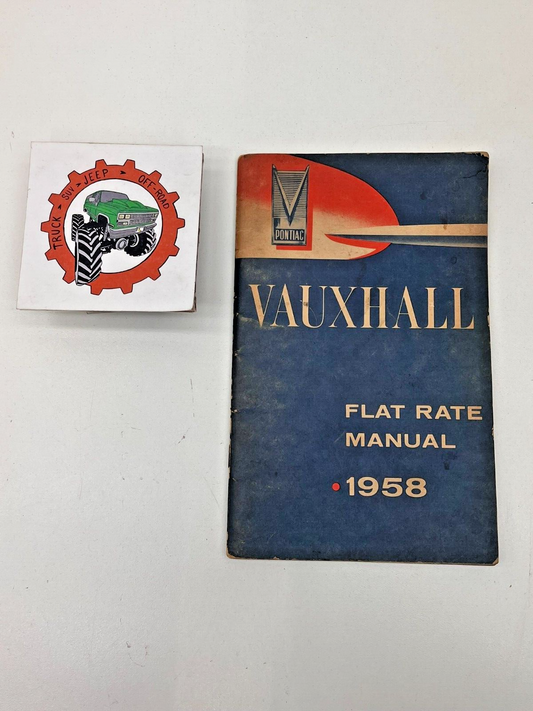 TRUCK ➤ SUV ➤ JEEP ➤ OFF-ROAD
PONTIAC
VAUXHALL
FLAT RATE
MANUAL
•1958